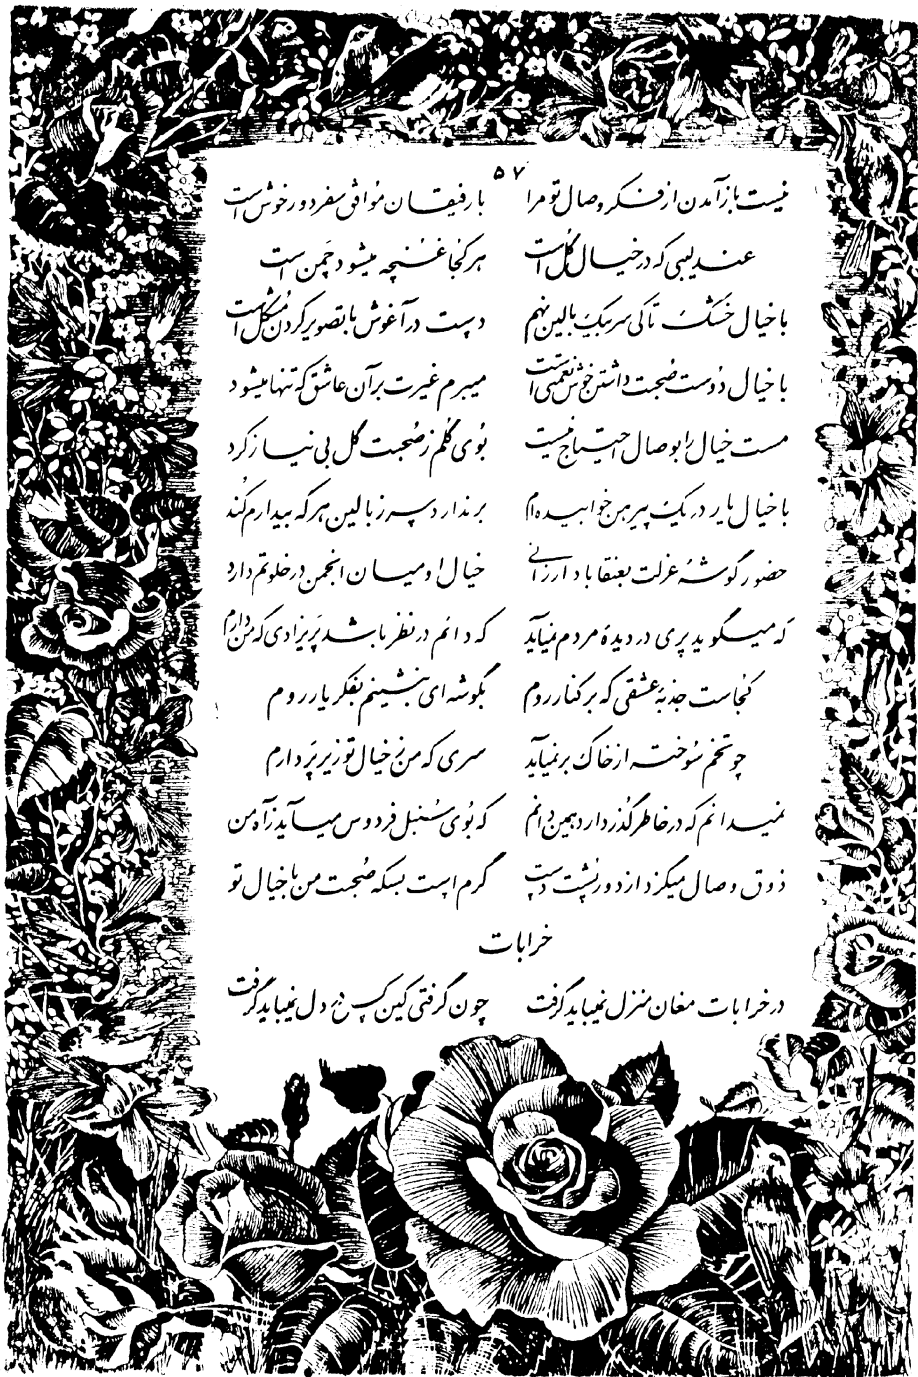 ۵۷
نیست باز آمدن از فکر وصال تو مرا    با رفیقان موافق سفر دور خوش است
عندلیبی که در خیال گل است    هر کجا غنچه میشود چمن است
با خیال خشک تا کی سر بیک بالین نهم    دست در آغوش با تصویر کردن مشکل است
با خیال دوست صحبت داشتن خوش نعمتی است    میبرم غیرت بر آن عاشق که تنها میشود
مست خیال را بوصال احتیاج نیست    بوی گلم ز صحبت گل بی نیاز کرد
با خیال یار در یک پیرهن خوابیده‌ام    بر ندارد سر ز بالین هر که بیدارم کند
حضور گوشهٔ عزلت بعنقا باد ارزانی    خیال او میان انجمن در خلوتم دارد
که میگوید پری در دیدهٔ مردم نمیآید    که دائم در نظر باشد پریزادی که من دارم
کجاست جذبهٔ عشقی که بر کنار روم    بگوشه‌ای بنشینم بفکر یار روم
چو تخم سوخته از خاک بر نمیآید    سری که من ز خیال تو زیر پر دارم
نمیدانم که در خاطر گذر دارد همین دانم    که بوی سنبل فردوس میآید ز آه من
ذوق وصال میگزد از دور پشت دست    گرم است بسکه صحبت من با خیال تو
خرابات
در خرابات مغان منزل نمیباید گرفت    چون گرفتی کین کس در دل نمیباید گرفت